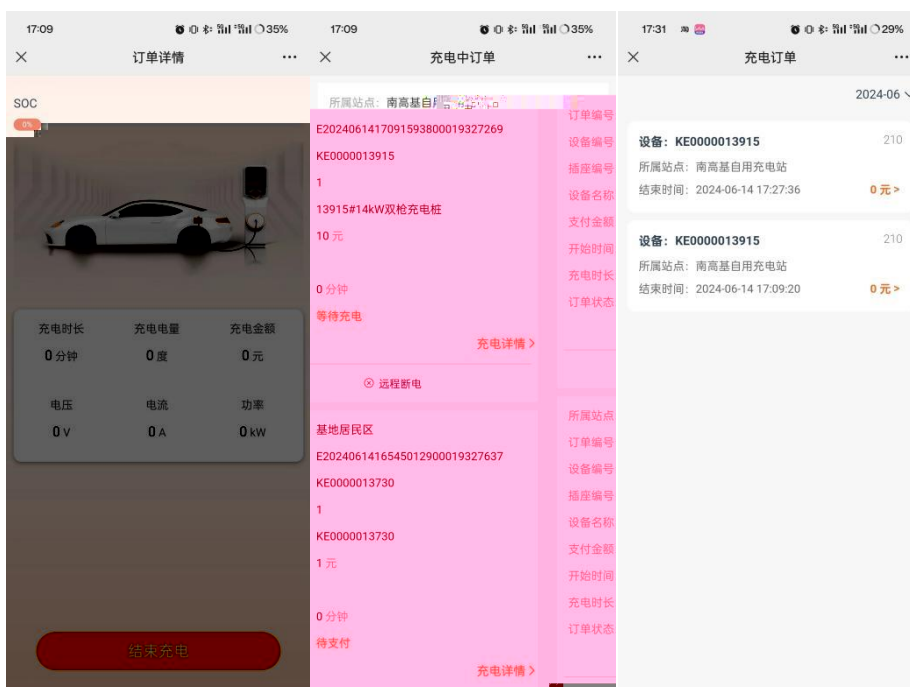 17:09
35%
订单详情
SOC
0%
充电时长
充电电量
充电金额
0 分钟
0 度
0 元
电压
电流
功率
0 V
0 A
0 kW
结束充电
17:09
35%
充电中订单
所属站点：南高基自用
订单编号
E2024061417091593800019327269
设备编号
KE0000013915
插座编号
1
设备名称
13915#14kW双枪充电桩
支付金额
10 元
开始时间
充电时长
0 分钟
订单状态
等待充电
充电详情 >
远程断电
所属站点
基地居民区
订单编号
E2024061416545012900019327637
设备编号
KE0000013730
插座编号
1
设备名称
KE0000013730
支付金额
1 元
开始时间
充电时长
0 分钟
订单状态
待支付
充电详情 >
17:31
29%
充电订单
2024-06
设备：KE0000013915
210
所属站点：南高基自用充电站
结束时间：2024-06-14 17:27:36
0 元 >
设备：KE0000013915
210
所属站点：南高基自用充电站
结束时间：2024-06-14 17:09:20
0 元 >